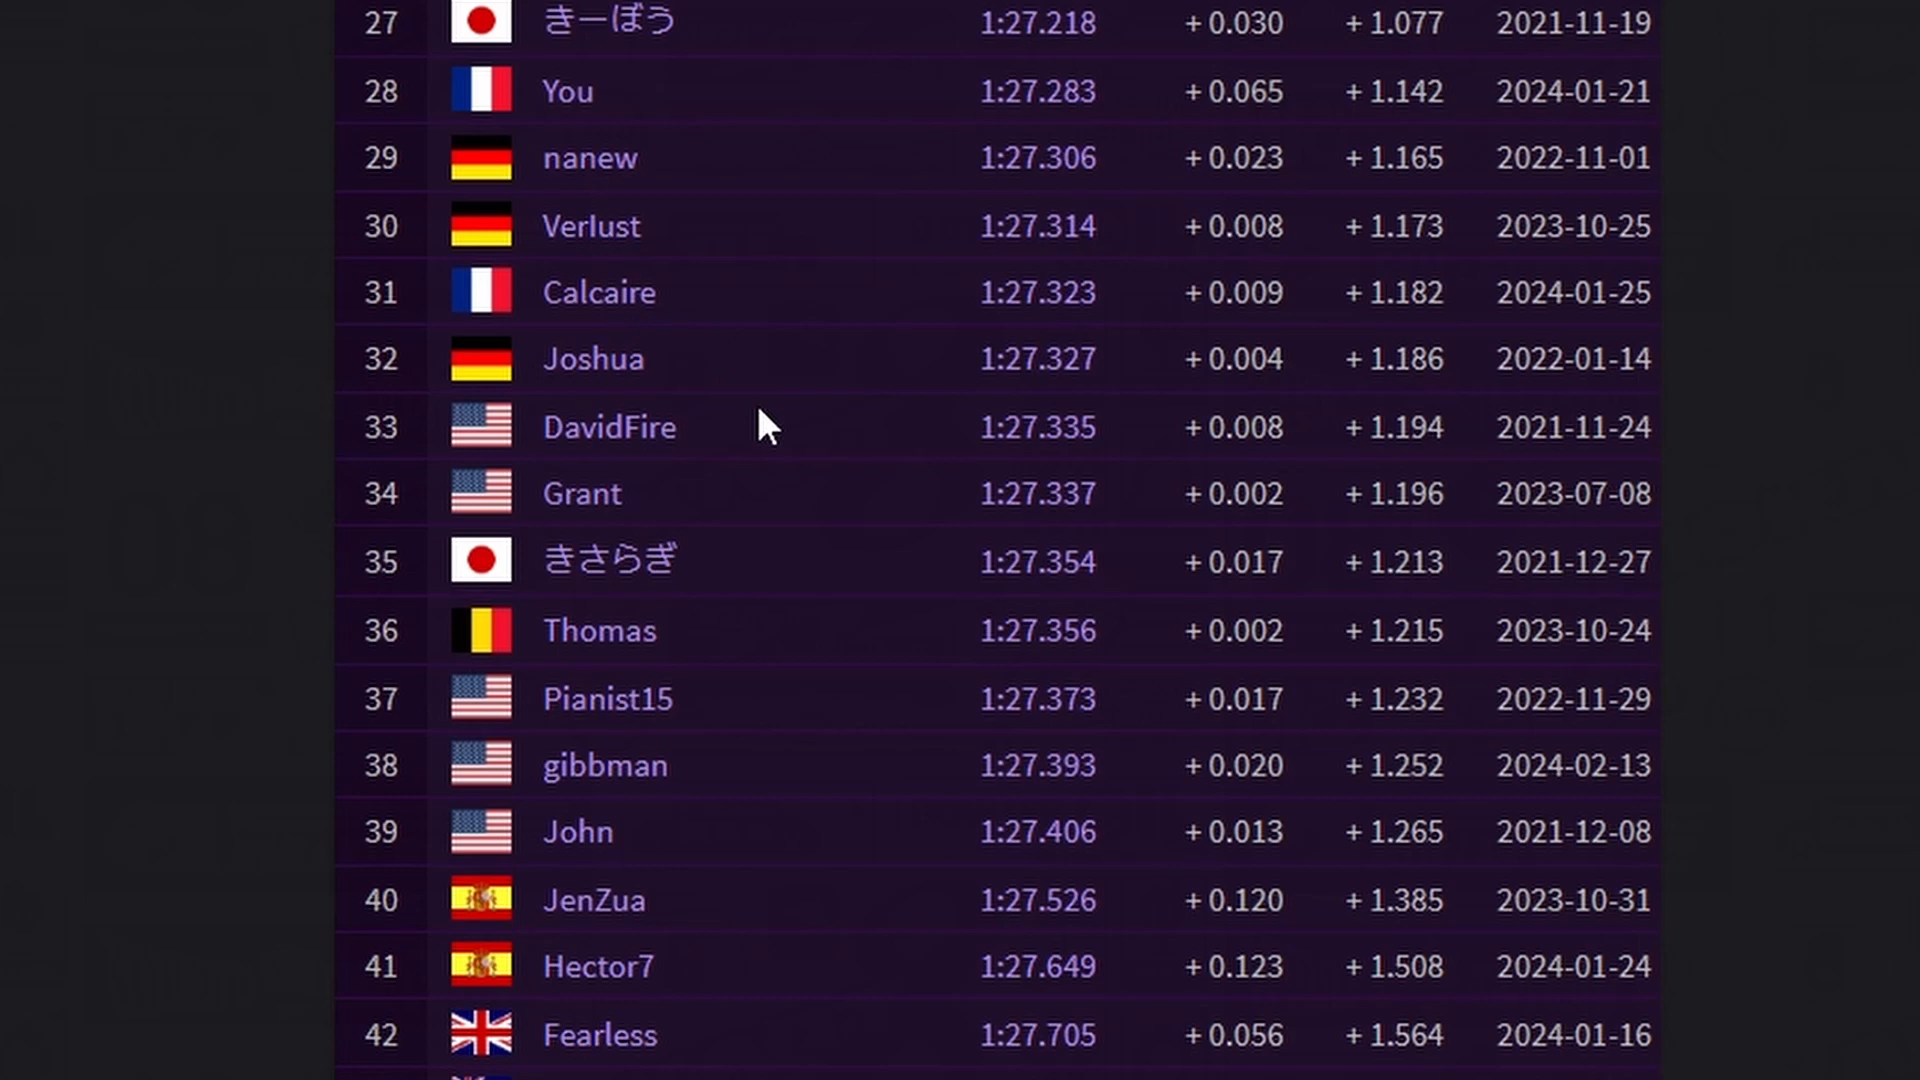 27 きーぼう 1:27.218 + 0.030 + 1.077 2021-11-19
28 You 1:27.283 + 0.065 + 1.142 2024-01-21
29 nanew 1:27.306 + 0.023 + 1.165 2022-11-01
30 Verlust 1:27.314 + 0.008 + 1.173 2023-10-25
31 Calcaire 1:27.323 + 0.009 + 1.182 2024-01-25
32 Joshua 1:27.327 + 0.004 + 1.186 2022-01-14
33 DavidFire 1:27.335 + 0.008 + 1.194 2021-11-24
34 Grant 1:27.337 + 0.002 + 1.196 2023-07-08
35 きさらぎ 1:27.354 + 0.017 + 1.213 2021-12-27
36 Thomas 1:27.356 + 0.002 + 1.215 2023-10-24
37 Pianist15 1:27.373 + 0.017 + 1.232 2022-11-29
38 gibbman 1:27.393 + 0.020 + 1.252 2024-02-13
39 John 1:27.406 + 0.013 + 1.265 2021-12-08
40 JenZua 1:27.526 + 0.120 + 1.385 2023-10-31
41 Hector7 1:27.649 + 0.123 + 1.508 2024-01-24
42 Fearless 1:27.705 + 0.056 + 1.564 2024-01-16